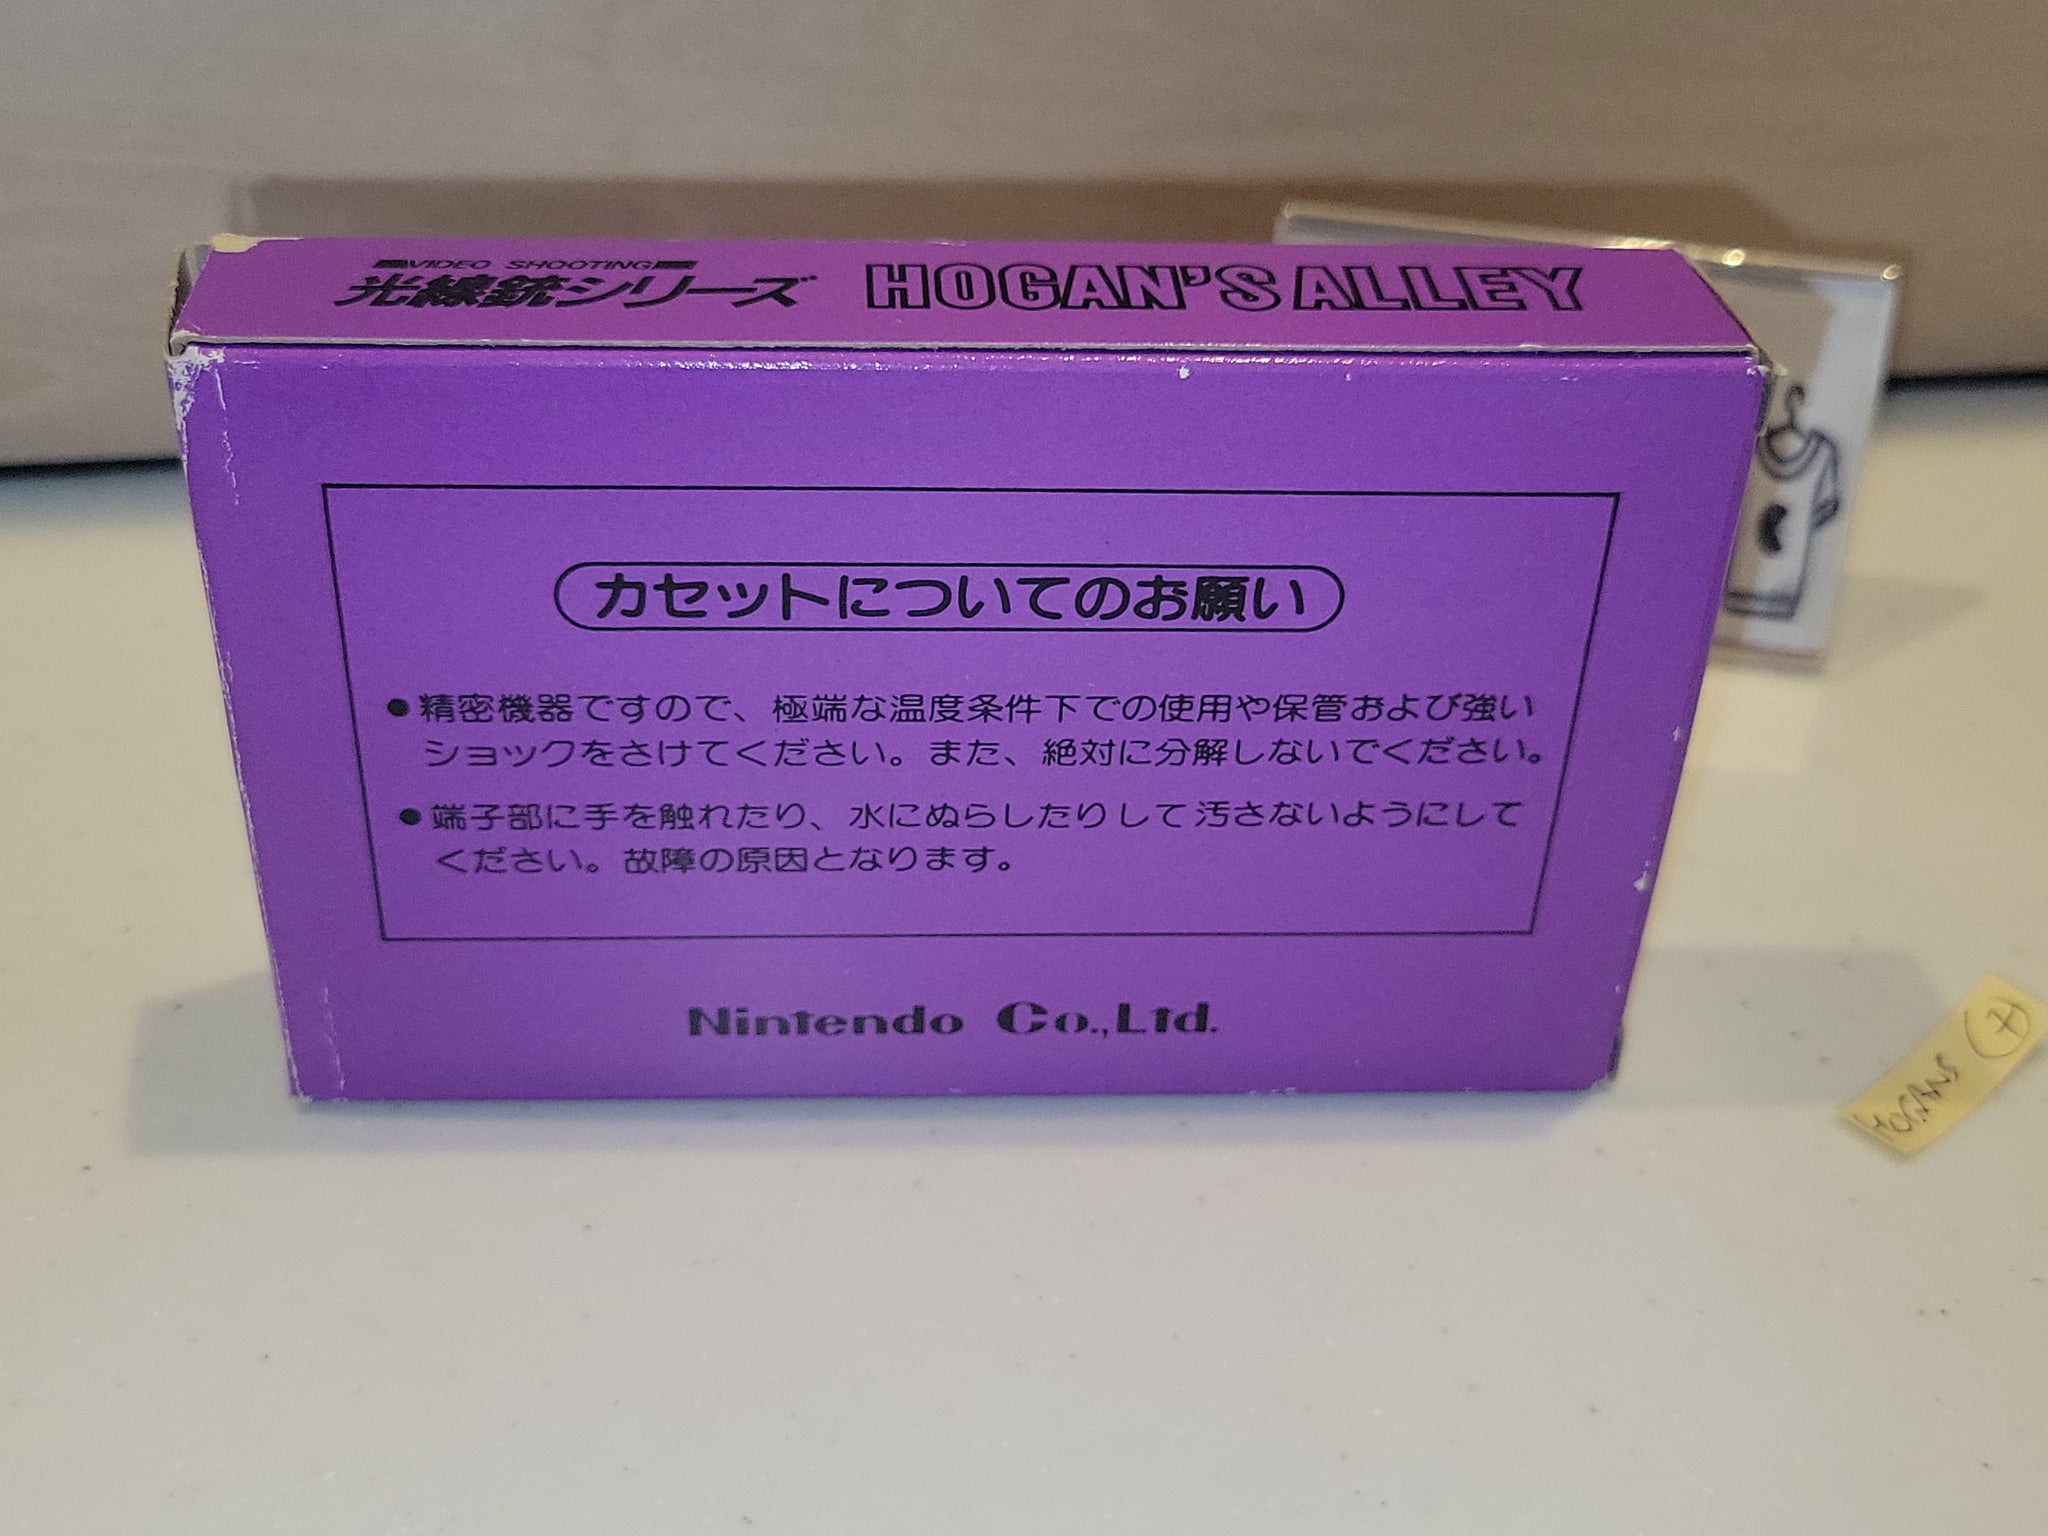 VIDEO SHOOTING
光線銃シリーズ HOGAN'S ALLEY
カセットについてのお願い
●精密機器ですので、極端な温度条件下での使用や保管および強い
ショックをさけてください。また、絶対に分解しないでください。
●端子部に手を触れたり、水にぬらしたりして汚さないようにして
ください。故障の原因となります。
Nintendo Co.,Ltd.
HOGANS